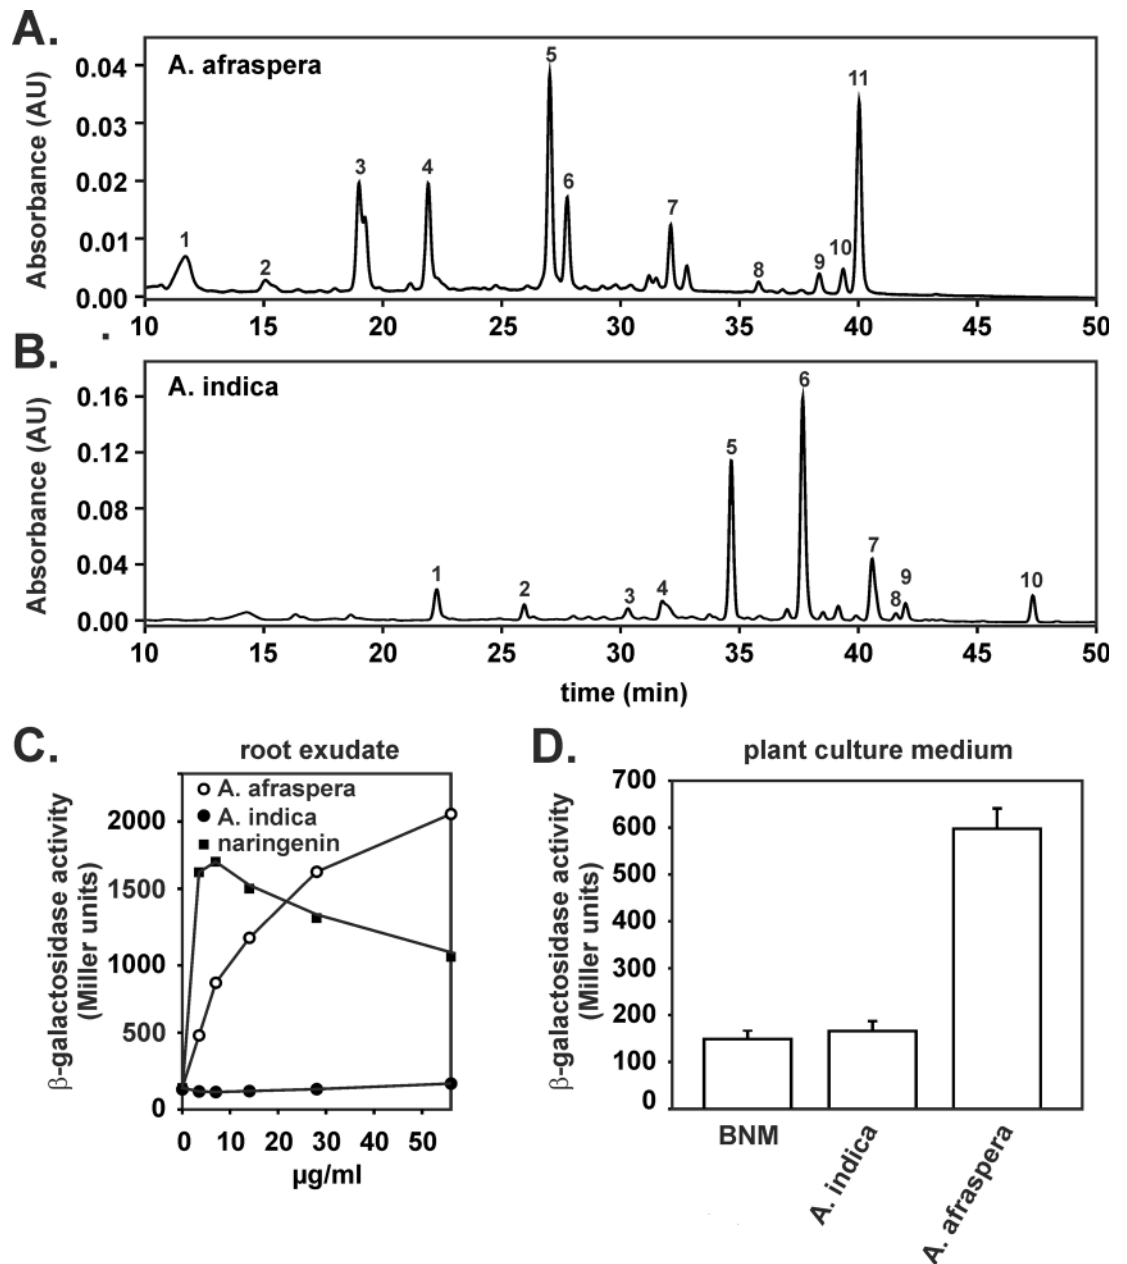 A.
A. afraspera
Absorbance (AU)
0.04
0.03
0.02
0.01
0.00
1
2
3
4
5
6
7
8
9
10
11
10 15 20 25 30 35 40 45 50
B.
A. indica
Absorbance (AU)
0.16
0.12
0.08
0.04
0.00
1
2
3
4
5
6
7
8
9
10
10 15 20 25 30 35 40 45 50
time (min)
C.
root exudate
A. afraspera
A. indica
naringenin
β-galactosidase activity
(Miller units)
2000
1500
1000
500
0
0 10 20 30 40 50
µg/ml
D.
plant culture medium
β-galactosidase activity
(Miller units)
700
600
500
400
300
200
100
0
BNM
A. indica
A. afraspera